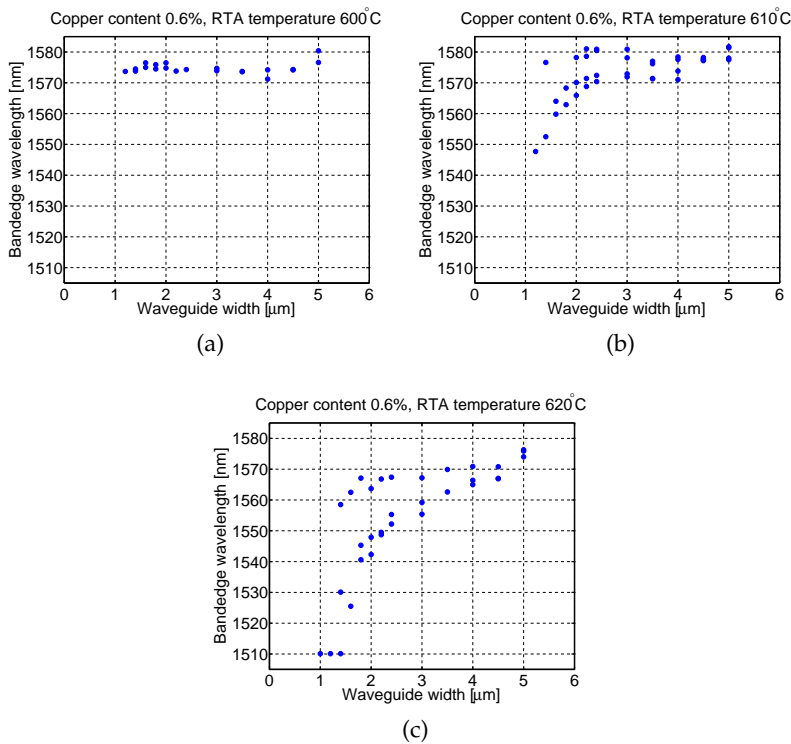 Copper content 0.6%, RTA temperature 600°C
1580
1570
1560
1550
1540
1530
1520
1510
Bandedge wavelength [nm]
0 1 2 3 4 5 6
Waveguide width [μm]
(a)
Copper content 0.6%, RTA temperature 610°C
1580
1570
1560
1550
1540
1530
1520
1510
Bandedge wavelength [nm]
0 1 2 3 4 5 6
Waveguide width [μm]
(b)
Copper content 0.6%, RTA temperature 620°C
1580
1570
1560
1550
1540
1530
1520
1510
Bandedge wavelength [nm]
0 1 2 3 4 5 6
Waveguide width [μm]
(c)